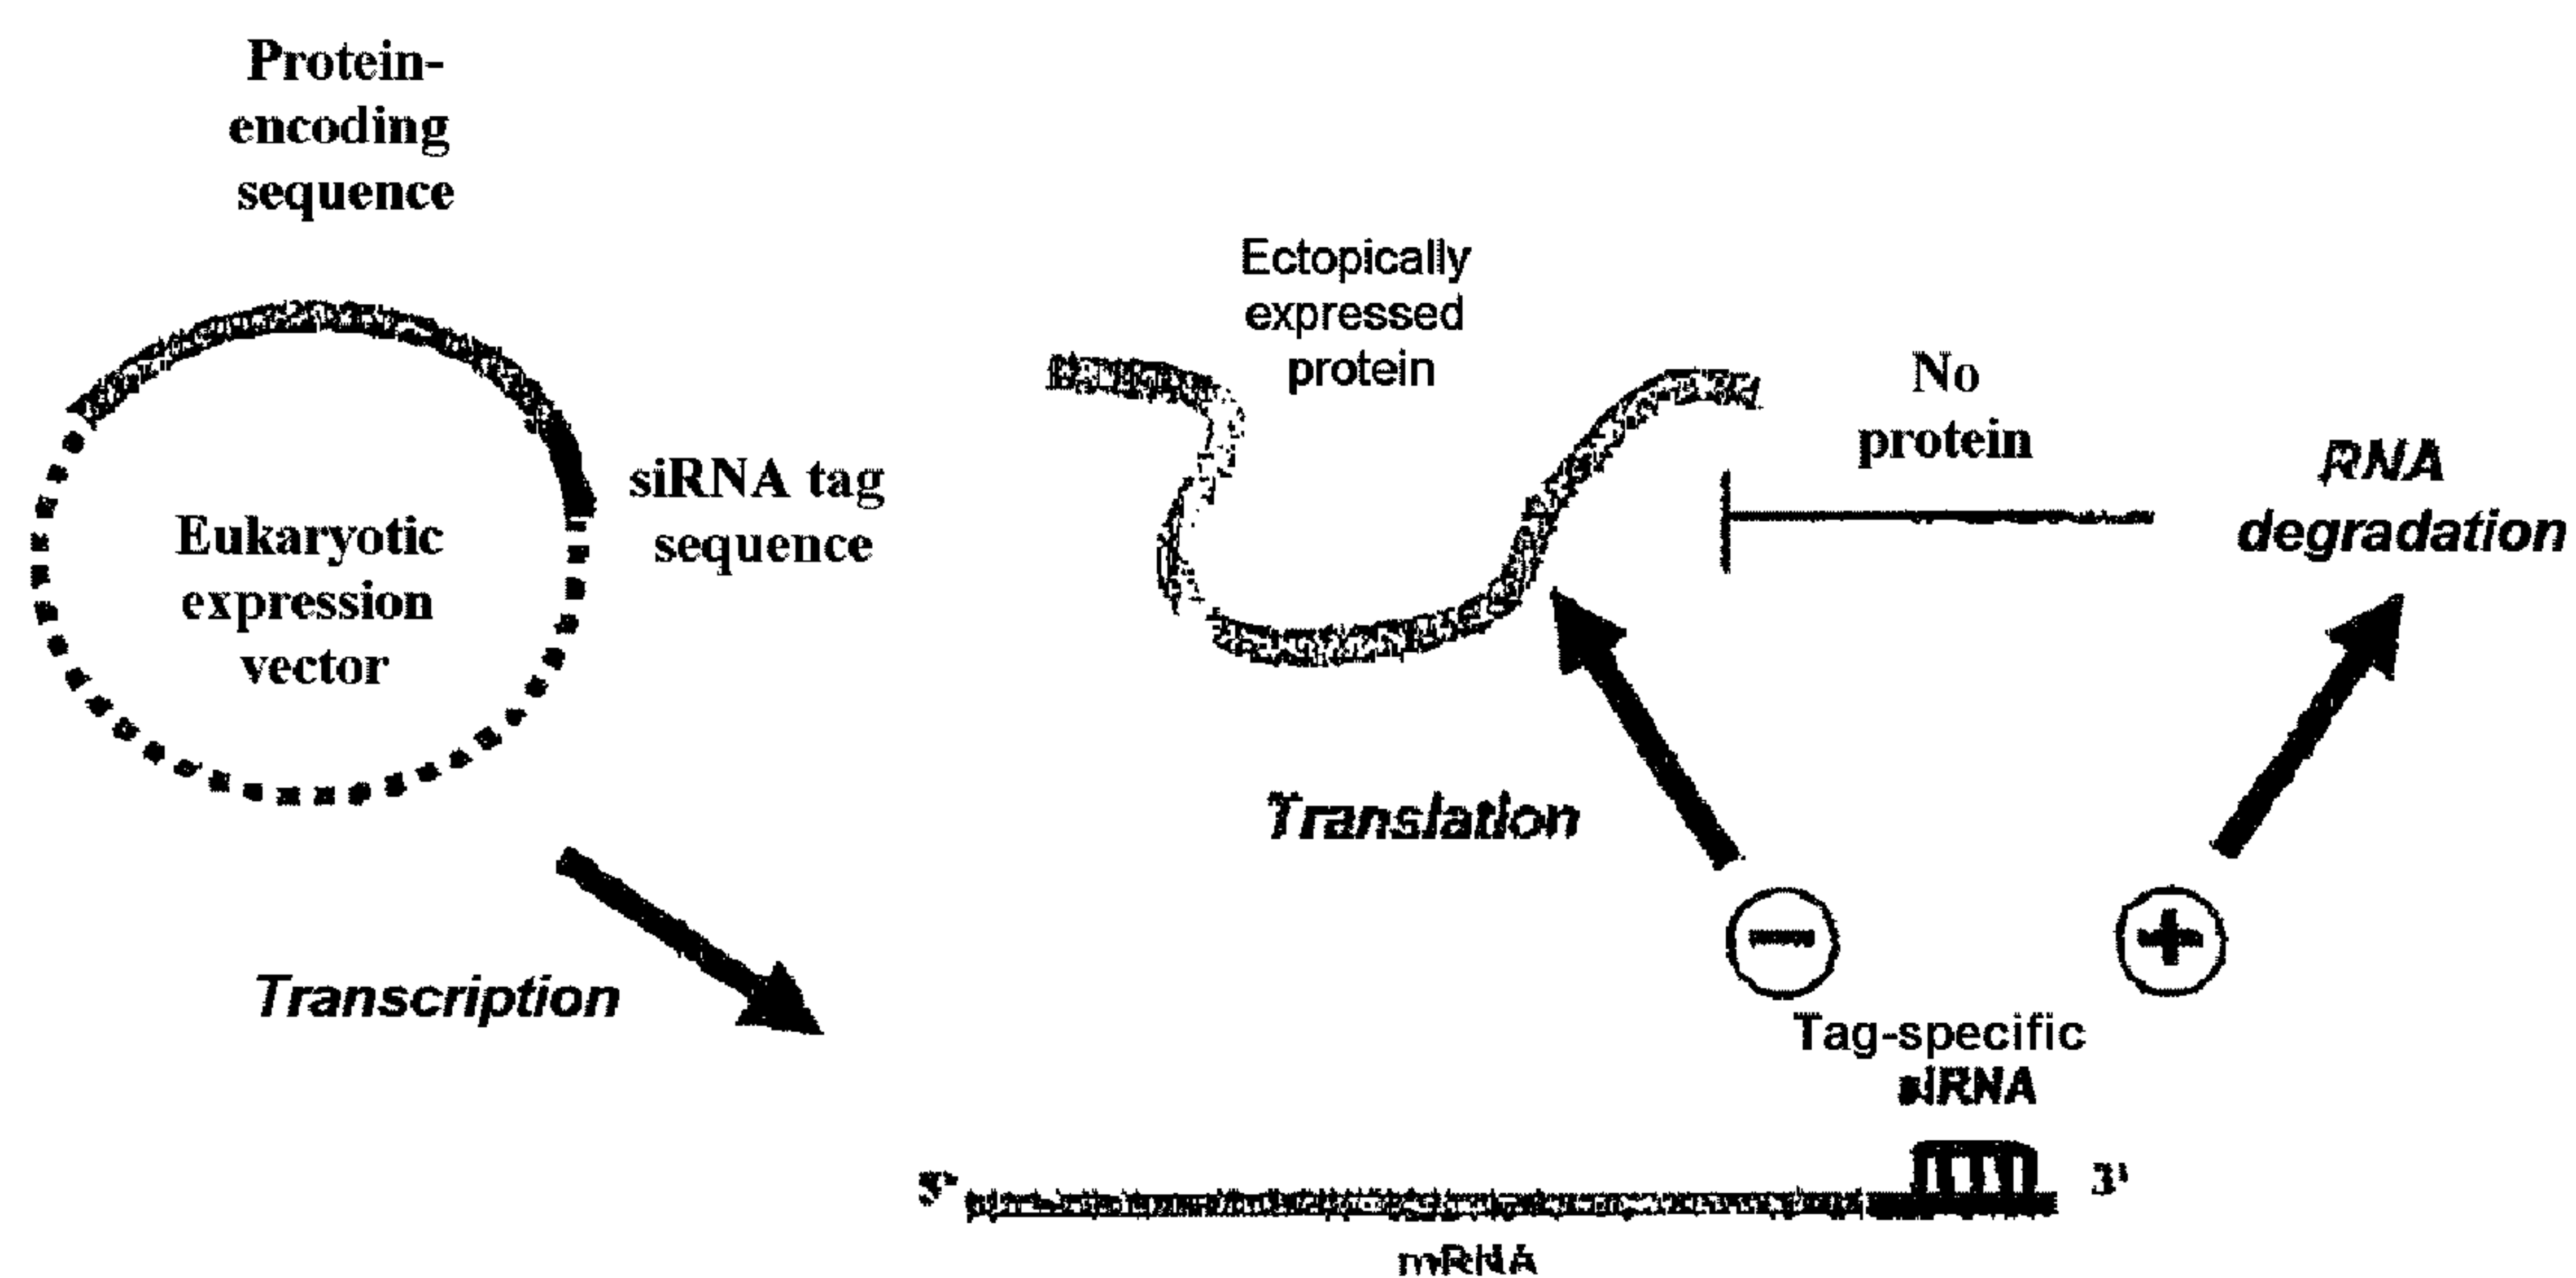 Protein-
encoding
sequence
Ectopically
expressed
protein
No
protein
RNA
degradation
siRNA tag
sequence
Eukaryotic
expression
vector
Translation
Transcription
−
+
Tag-specific
siRNA
5'
3'
mRNA